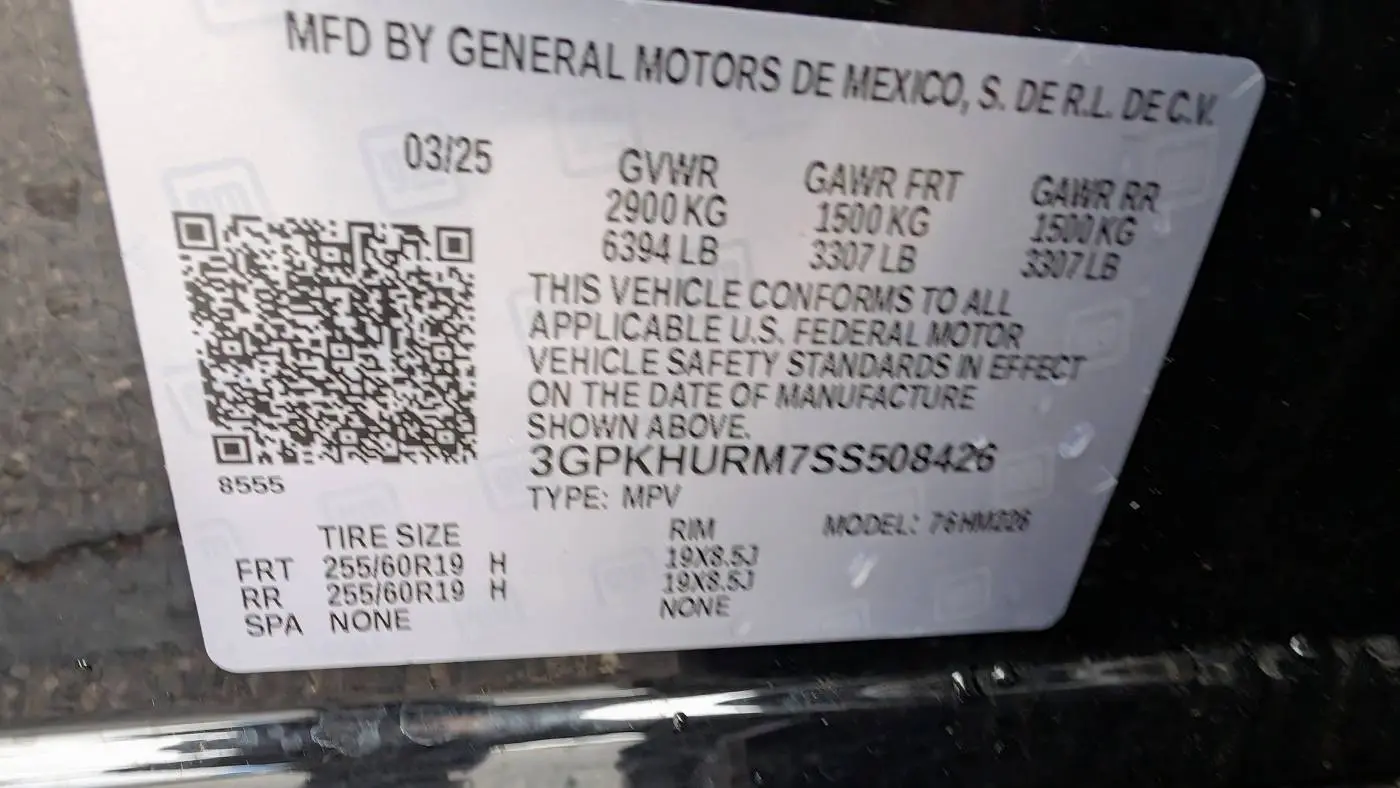 MFD BY GENERAL MOTORS DE MEXICO, S. DE R.L. DE C.V.
03/25
GVWR GAWR FRT GAWR RR
2900 KG 1500 KG 1500 KG
6394 LB 3307 LB 3307 LB
THIS VEHICLE CONFORMS TO ALL
APPLICABLE U.S. FEDERAL MOTOR
VEHICLE SAFETY STANDARDS IN EFFECT
ON THE DATE OF MANUFACTURE
SHOWN ABOVE.
3GPKHURM7SS508426
8555
TYPE: MPV
MODEL: 76HM226
TIRE SIZE RIM
FRT 255/60R19 H 19X8.5J
RR 255/60R19 H 19X8.5J
SPA NONE NONE